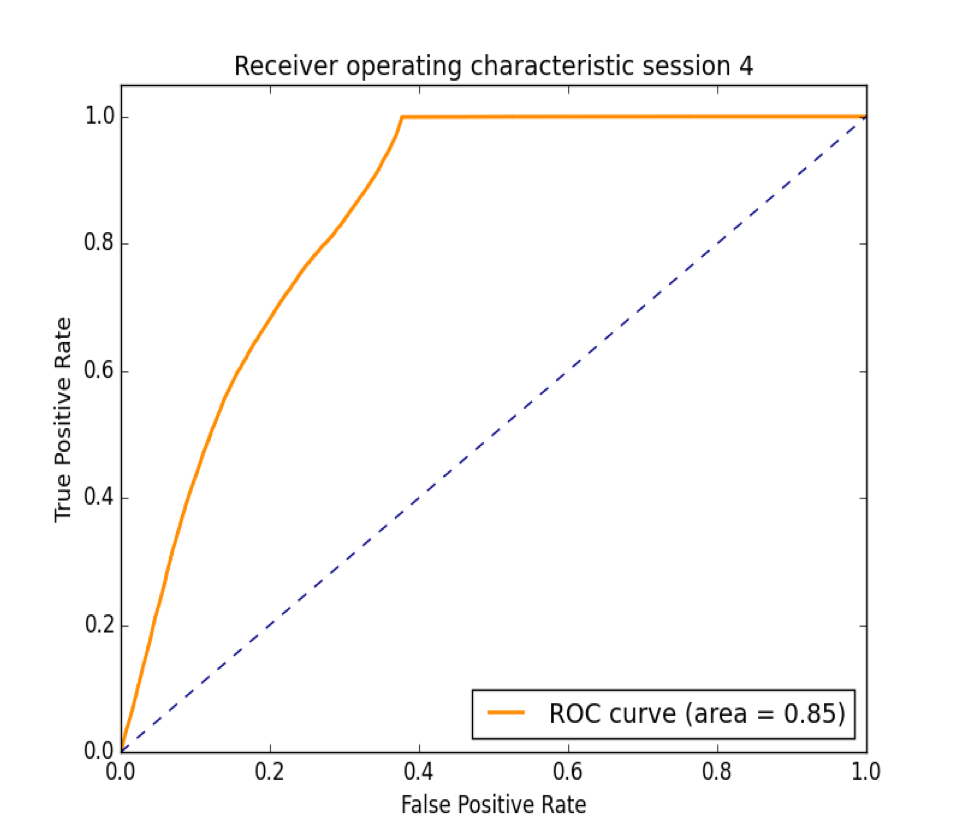 Receiver operating characteristic session 4
1.0
0.8
0.6
0.4
0.2
0.0
True Positive Rate
ROC curve (area = 0.85)
0.0 0.2 0.4 0.6 0.8 1.0
False Positive Rate